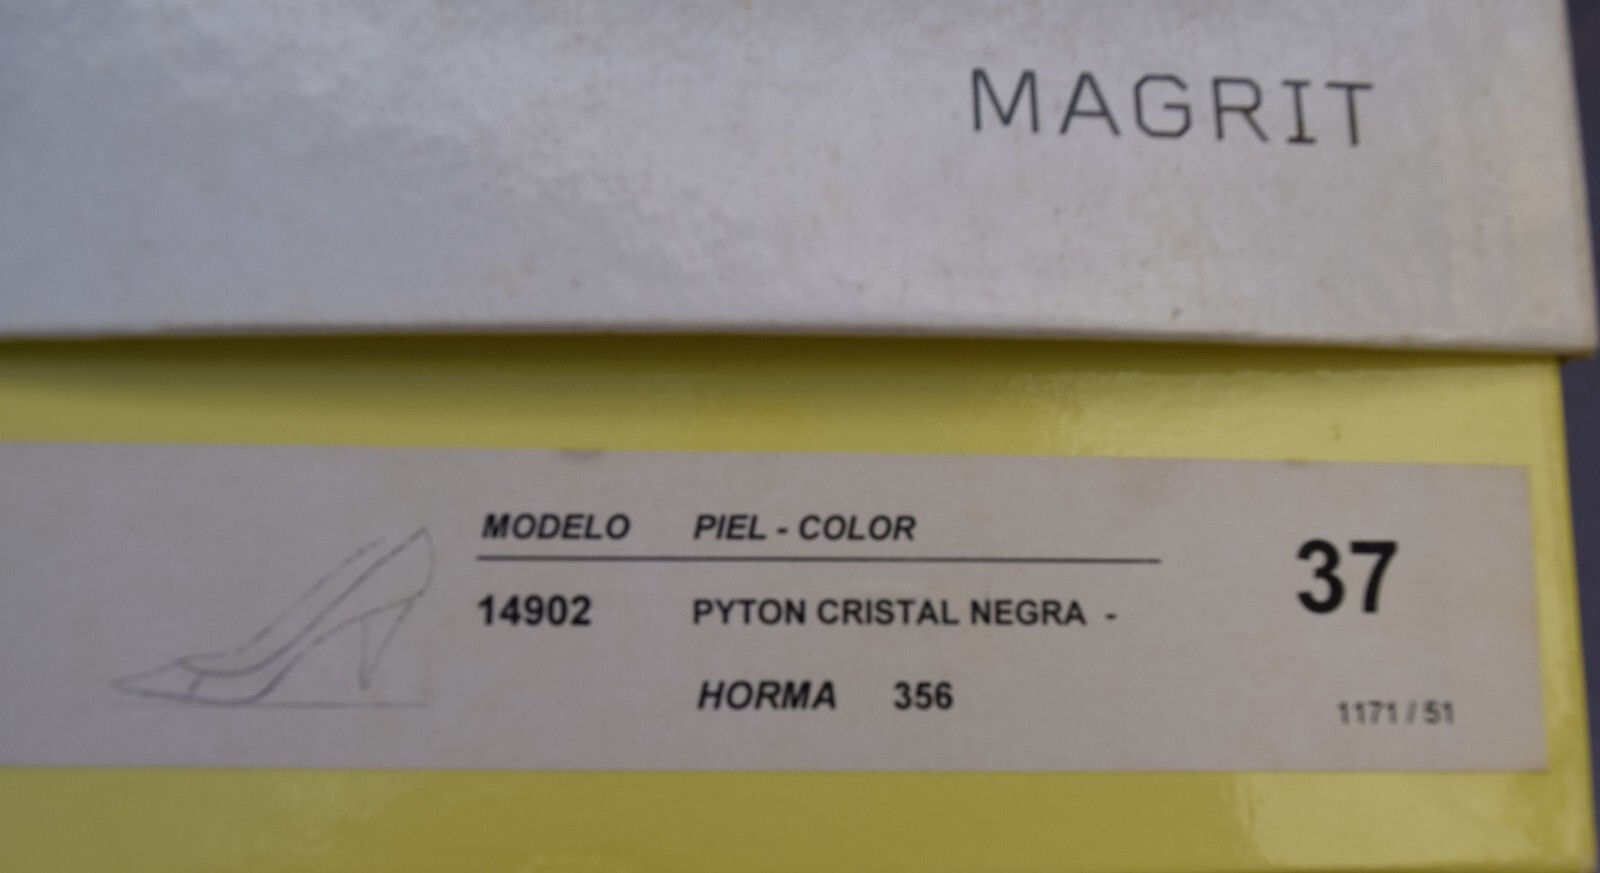 MAGRIT
MODELO PIEL - COLOR
14902 PYTON CRISTAL NEGRA -
37
HORMA 356
1171 / 51